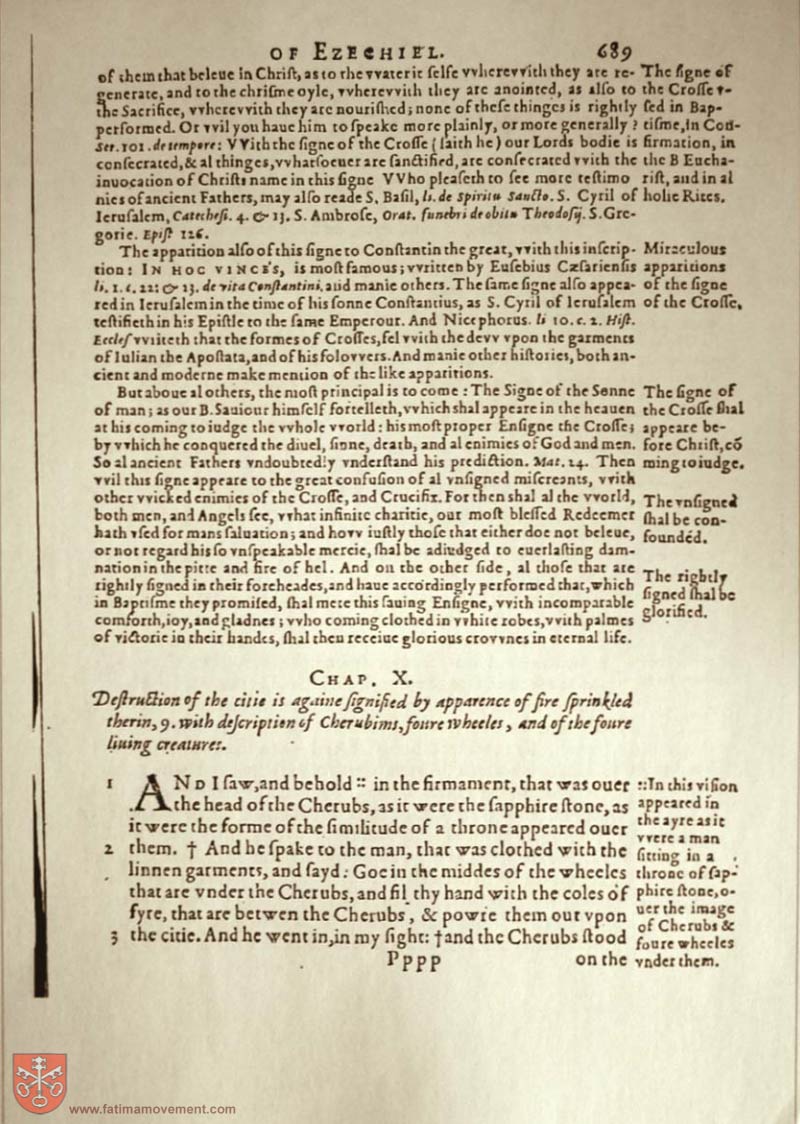 OF EZECHIEL. 689
of them that beleue in Christ, as to the vvaterit selfe vvherevvith they are re-
generate, and to the chrisme oyle, vvherevvith they are anointed, as also to
the Sacrifice, vvherevvith they are nourished; none of these thinges is rightly
performed. Or vvil you haue him to speake more plainly, or more generally?
Ser. 101. de tempore: VVith the signe of the Crosse (saith he) our Lords bodie is
consecrated, & al thinges, vvhatsoeuer are sanctified, are consecrated vvith the
inuocation of Christs name in this signe VVho pleaseth to see more testimo
nies of ancient Fathers, may also reade S. Basil, li. de Spiritu Sancto. S. Cyril of
Ierusalem, Catechesi. 4. & 13. S. Ambrose, Orat. funebri de obitu Theodosij. S. Gre-
gorie. Epist 126.
The signe of
the Crosse v-
sed in Bap-
tisme, in Con-
firmation, in
the B Eucha-
rist, and in al
holie Rites.
The apparition also of this signe to Constantin the great, vvith this inscrip-
tion: IN HOC VINCES, is most famous; vvritten by Eusebius Cæsariensis
li. 1. c. 22: & 23. de vita Constantini. and manie others. The same signe also appea-
red in Ierusalem in the time of his sonne Constantius, as S. Cyril of Ierusalem
testifieth in his Epistle to the same Emperour. And Nicephorus. li 10. c. 2. Hist.
Eccles vvriteth that the formes of Crosses, fel vvith the devv vpon the garments
of Iulian the Apostata, and of his folovvers. And manie other histories, both an-
cient and moderne make mention of the like apparitions.
Miraculous
apparitions
of the signe
of the Crosse.
But aboue al others, the most principal is to come: The Signe of the Sonne
of man; as our B. Sauiour himself fortelleth, vvhich shal appeare in the heauen
at his coming to iudge the vvhole vvorld: his most proper Ensigne the Crosse;
by vvhich he conquered the diuel, sinne, death, and al enimies of God and men.
So al ancient Fathers vndoubtedly vnderstand his prediction. Mat. 24. Then
vvil this signe appeare to the great confusion of al vnsigned miscreants, vvith
other vvicked enimies of the Crosse, and Crucifix. For then shal al the vvorld,
both men, and Angels see, vvhat infinite charitie, our most blessed Redeemer
hath vsed for mans saluation; and hovv iustly those that either doe not beleue,
or not regard his so vnspeakable mercie, shal be adiudged to euerlasting dam-
nation in the pitte and fire of hel. And on the other side, al those that are
rightly signed in their foreheades, and haue accordingly performed that, which
in Baptisme they promised, shal mete this sauing Ensigne, vvith incomparable
comforth, ioy, and gladnes; vvho coming clothed in vvhite robes, vvith palmes
of victorie in their handes, shal then receiue glorious crovvnes in eternal life.
The signe of
the Crosse shal
appeare be-
fore Christ, cō
ming to iudge.
The vnsigned
shal be con-
founded.
The rightly
signed shal be
glorified.
CHAP. X.
Destruction of the citie is againe signified by apparence of fire sprinkled
therin, 9. with description of Cherubims, foure wheeles, and of the foure
liuing creatures.
1 AND I saw, and behold :: in the firmament, that was ouer
the head of the Cherubs, as it were the sapphire stone, as
it were the forme of the similitude of a throne appeared ouer
2 them. † And he spake to the man, that was clothed with the
linnen garments, and sayd: Goe in the middes of the wheeles
that are vnder the Cherubs, and fil thy hand with the coles of
fyre, that are betwen the Cherubs, & powre them out vpon
3 the citie. And he went in, in my sight: † and the Cherubs stood
Pppp on the
::In this vision
appeared in
the ayre as it
vvere a man
sitting in a
throne of sap-
phire stone, o-
uer the image
of Cherubs &
foure wheeles
vnder them.
www.fatimamovement.com